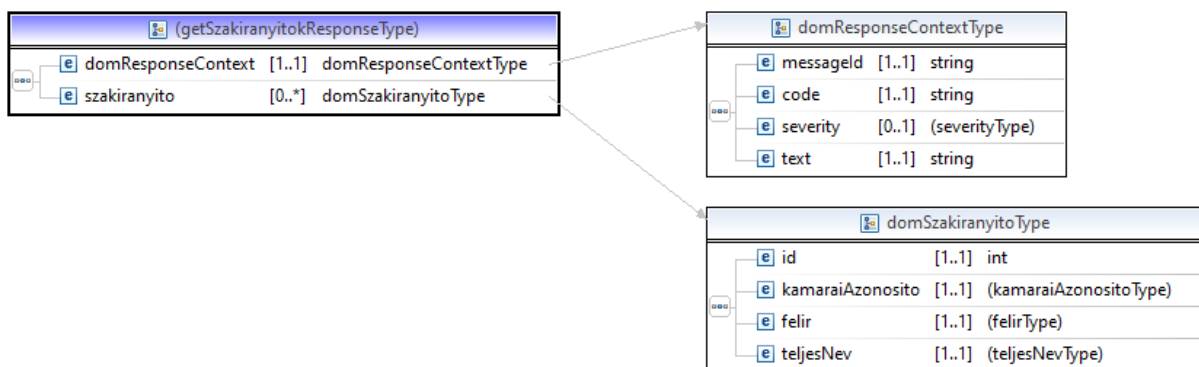 (getSzakiranyitokResponseType)
e domResponseContext [1..1] domResponseContextType
e szakiranyito [0..*] domSzakiranyitoType
domResponseContextType
e messageId [1..1] string
e code [1..1] string
e severity [0..1] (severityType)
e text [1..1] string
domSzakiranyitoType
e id [1..1] int
e kamaraiAzonosito [1..1] (kamaraiAzonositoType)
e felir [1..1] (felirType)
e teljesNev [1..1] (teljesNevType)